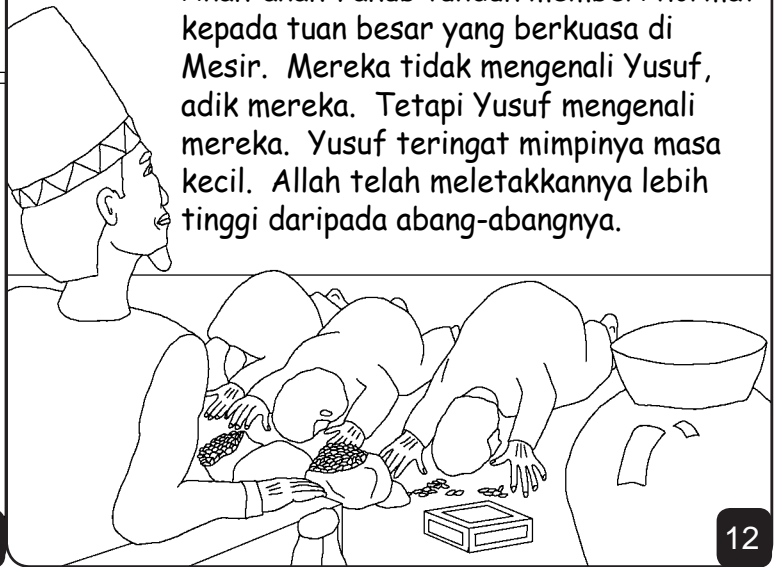 kepada tuan besar yang berkuasa di
Mesir. Mereka tidak mengenali Yusuf,
adik mereka. Tetapi Yusuf mengenali
mereka. Yusuf teringat mimpinya masa
kecil. Allah telah meletakkannya lebih
tinggi daripada abang-abangnya.
12